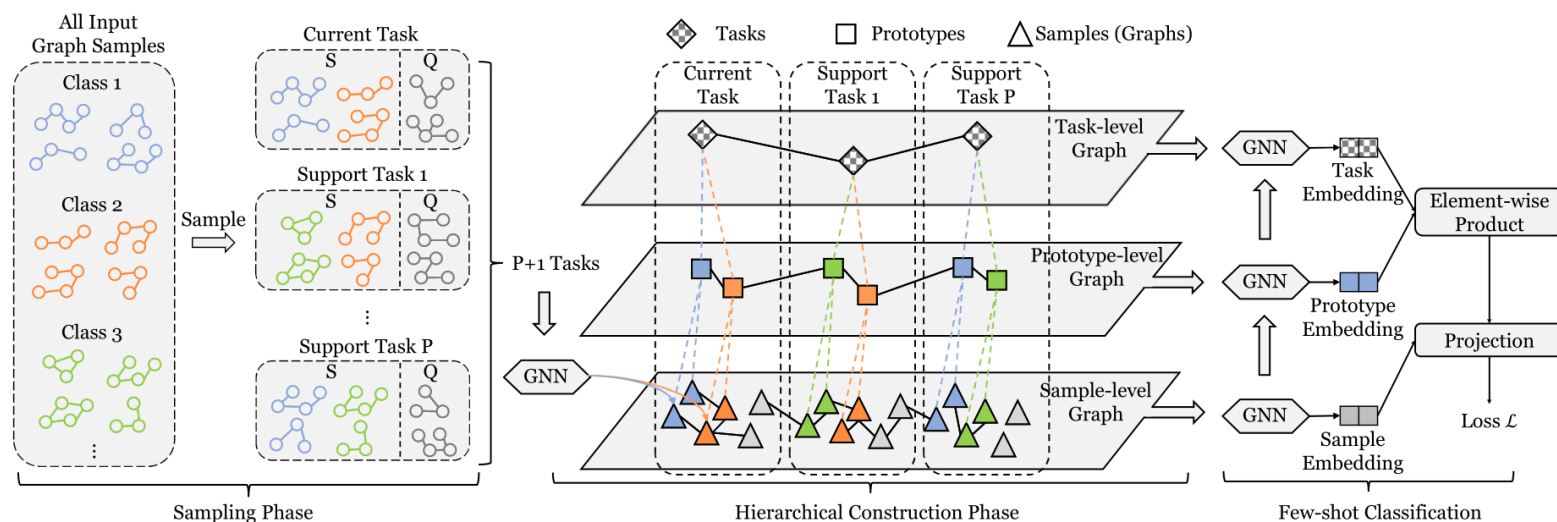 All Input
Graph Samples
Class 1
Class 2
Class 3
...
Sample
Current Task
S
Q
Support Task 1
S
Q
...
Support Task P
S
Q
Sampling Phase
P+1 Tasks
GNN
Tasks
Prototypes
Samples (Graphs)
Current
Task
Support
Task 1
Support
Task P
Task-level
Graph
Prototype-level
Graph
Sample-level
Graph
Hierarchical Construction Phase
GNN
Task
Embedding
GNN
Prototype
Embedding
GNN
Sample
Embedding
Element-wise
Product
Projection
Loss ℒ
Few-shot Classification